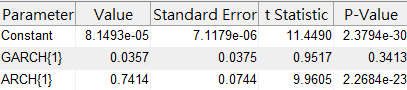 Parameter Value Standard Error t Statistic P-Value
Constant 8.1493e-05 7.1179e-06 11.4490 2.3794e-30
GARCH{1} 0.0357 0.0375 0.9517 0.3413
ARCH{1} 0.7414 0.0744 9.9605 2.2684e-23